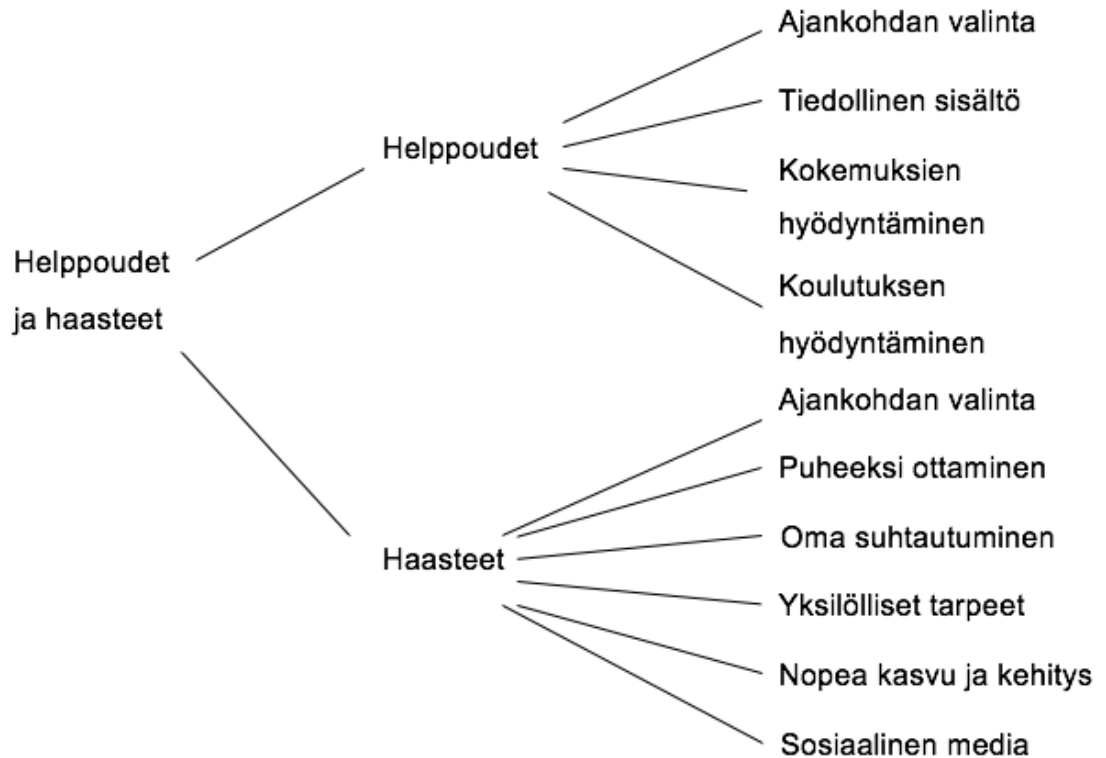 Helppoudet
ja haasteet
Helppoudet
Ajankohdan valinta
Tiedollinen sisältö
Kokemuksien
hyödyntäminen
Koulutuksen
hyödyntäminen
Haasteet
Ajankohdan valinta
Puheeksi ottaminen
Oma suhtautuminen
Yksilölliset tarpeet
Nopea kasvu ja kehitys
Sosiaalinen media